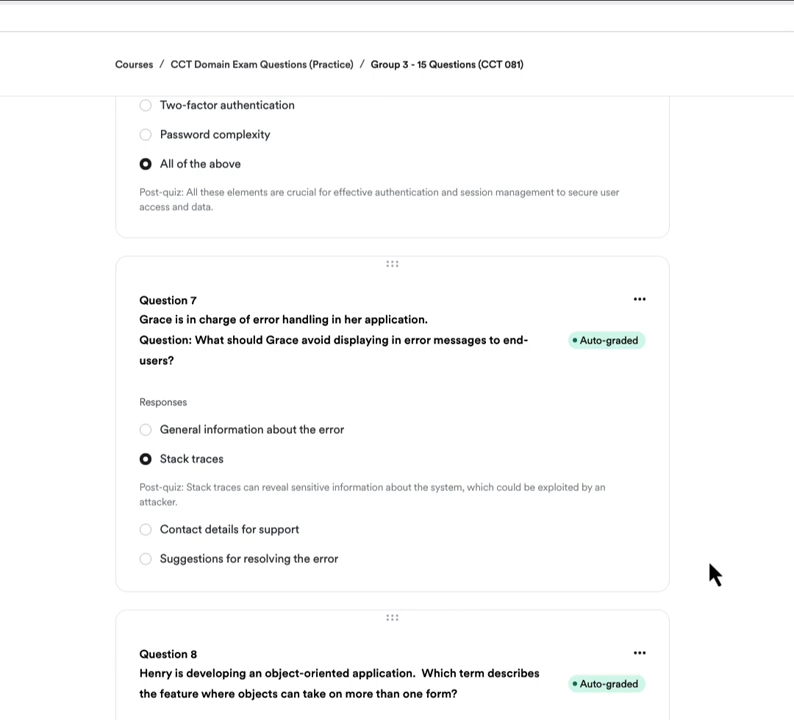 Courses / CCT Domain Exam Questions (Practice) / Group 3 - 15 Questions (CCT 081)
Two-factor authentication
Password complexity
All of the above
Post-quiz: All these elements are crucial for effective authentication and session management to secure user
access and data.
Question 7
Grace is in charge of error handling in her application.
Question: What should Grace avoid displaying in error messages to end-
users?
Auto-graded
Responses
General information about the error
Stack traces
Post-quiz: Stack traces can reveal sensitive information about the system, which could be exploited by an
attacker.
Contact details for support
Suggestions for resolving the error
Question 8
Henry is developing an object-oriented application.  Which term describes
the feature where objects can take on more than one form?
Auto-graded